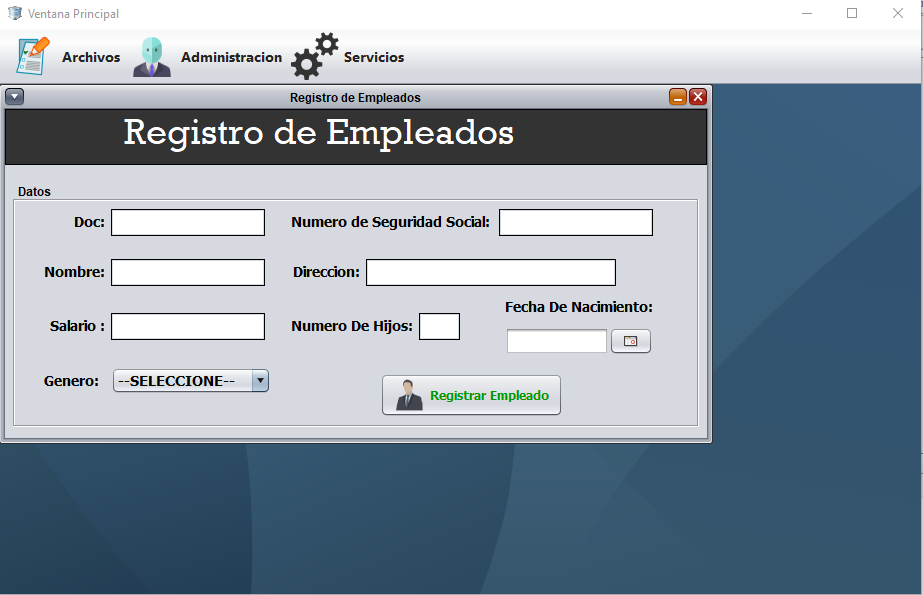 Ventana Principal
Archivos Administracion Servicios
Registro de Empleados
Registro de Empleados
Datos
Doc: Numero de Seguridad Social:
Nombre: Direccion:
Fecha De Nacimiento:
Salario : Numero De Hijos:
Genero: --SELECCIONE--
Registrar Empleado